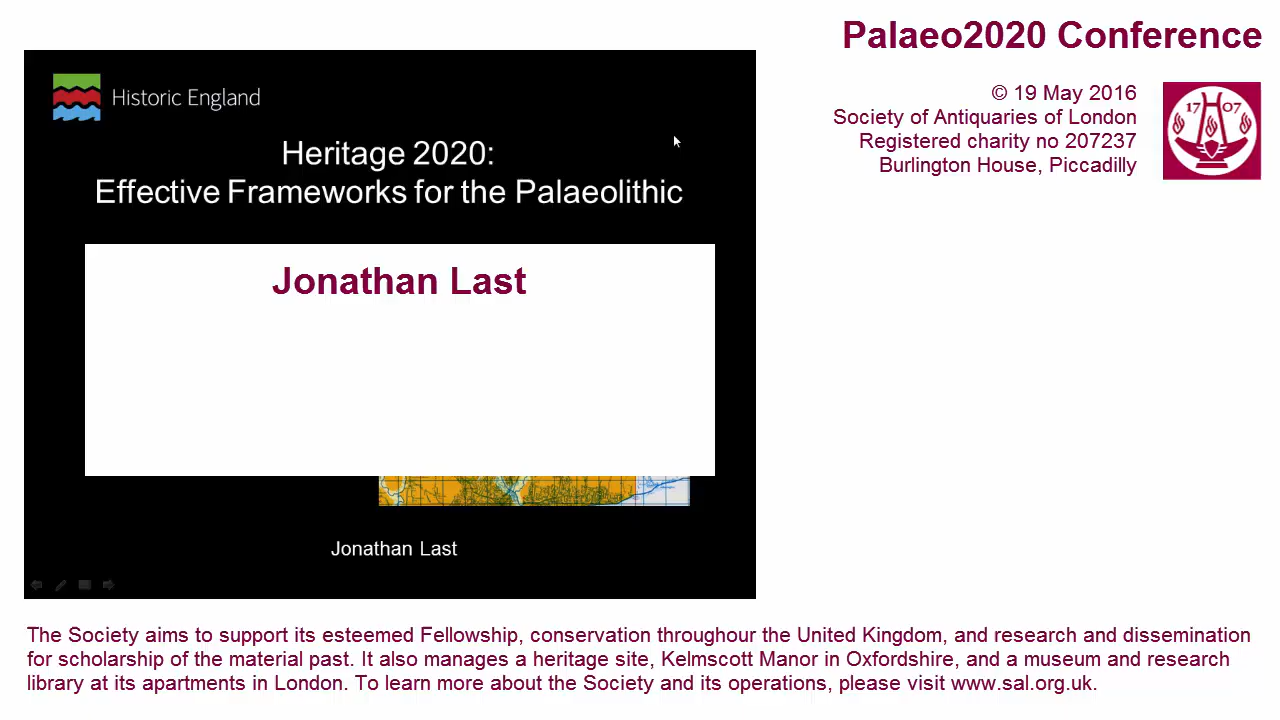 Palaeo2020 Conference
© 19 May 2016
Society of Antiquaries of London
Registered charity no 207237
Burlington House, Piccadilly
17 07
Historic England
Heritage 2020:
Effective Frameworks for the Palaeolithic
Jonathan Last
Jonathan Last
The Society aims to support its esteemed Fellowship, conservation throughour the United Kingdom, and research and dissemination
for scholarship of the material past. It also manages a heritage site, Kelmscott Manor in Oxfordshire, and a museum and research
library at its apartments in London. To learn more about the Society and its operations, please visit www.sal.org.uk.